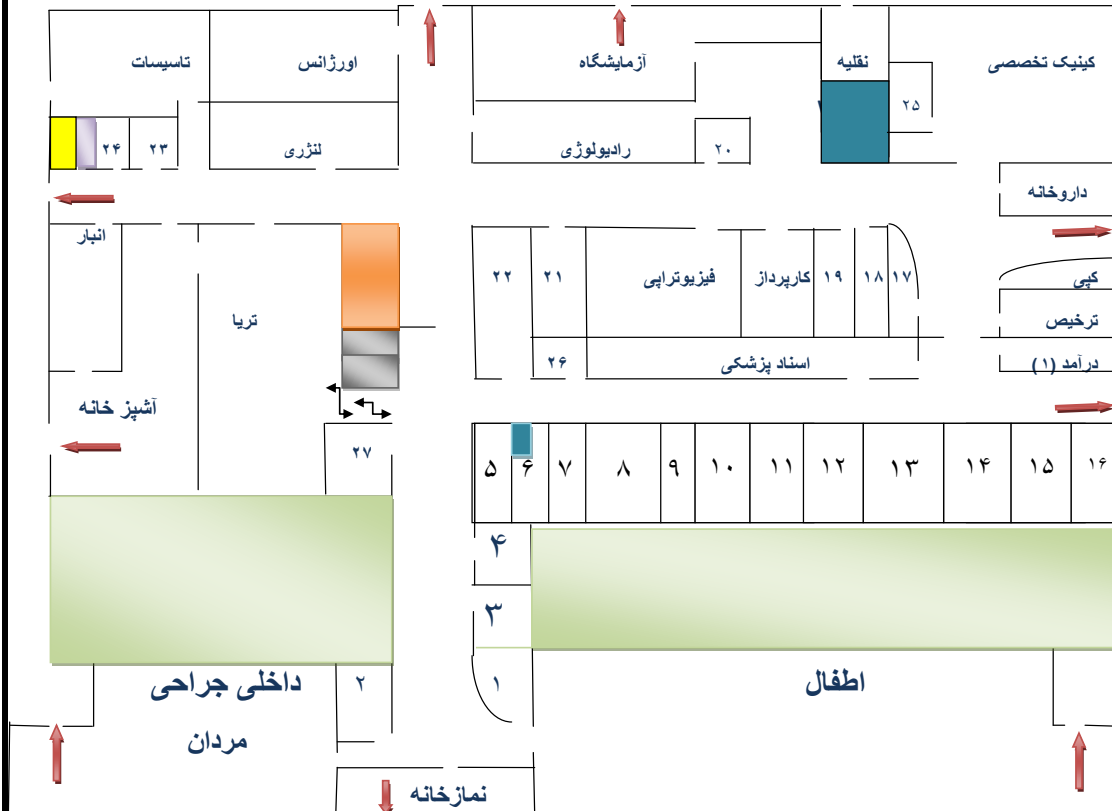 کینیک تخصصی
نقلیه
آزمایشگاه
اورژانس
تاسیسات
۲۵
۲۰
رادیولوژی
لنژری
۲۳
۲۴
داروخانه
انبار
۱۷
۱۸
۱۹
کارپرداز
فیزیوتراپی
۲۱
۲۲
کپی
تریا
ترخیص
درآمد (۱)
اسناد پزشکی
۲۶
آشپز خانه
۲۷
۱۶
۱۵
۱۴
۱۳
۱۲
۱۱
۱۰
۹
۸
۷
۶
۵
۴
۳
اطفال
۱
۲
داخلی جراحی
مردان
نمازخانه